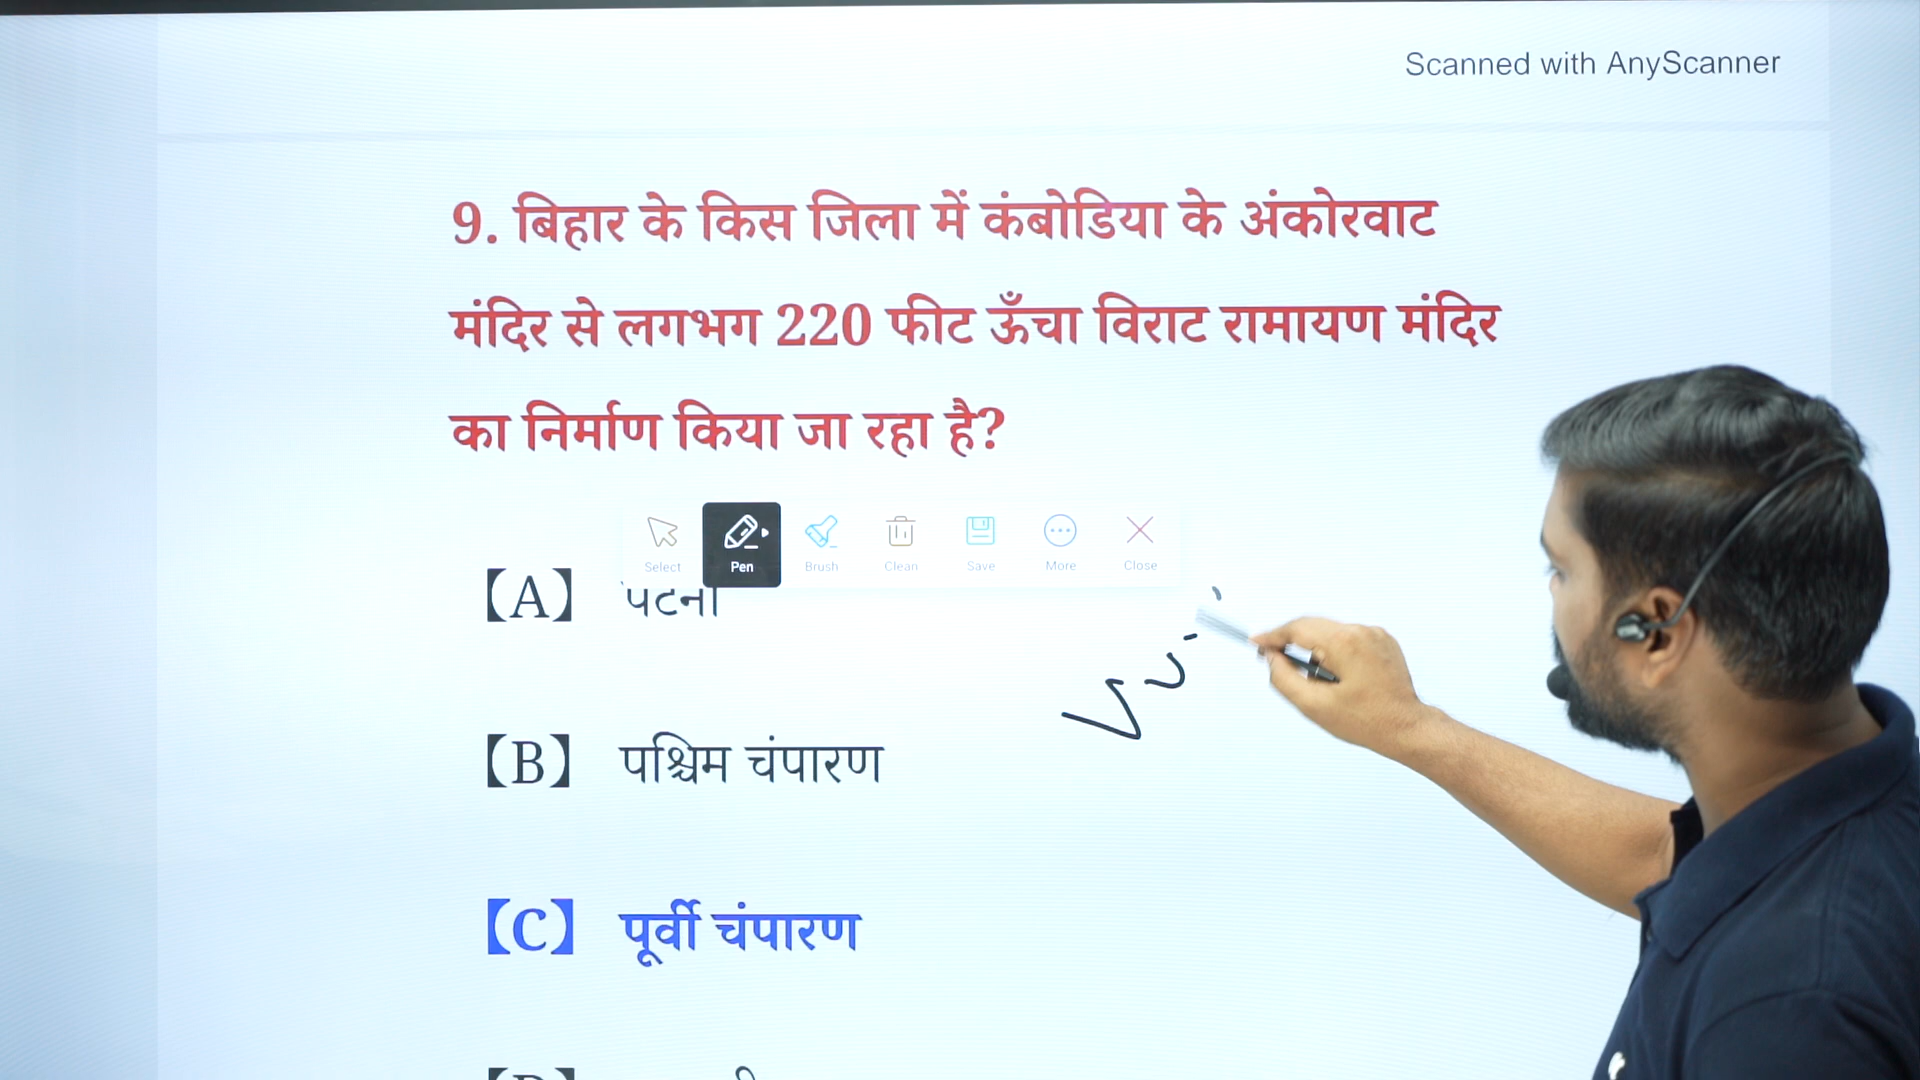 Scanned with AnyScanner
9. बिहार के किस जिला में कंबोडिया के अंकोरवाट
मंदिर से लगभग 220 फीट ऊँचा विराट रामायण मंदिर
का निर्माण किया जा रहा है?
Select Pen Brush Clean Save More Close
【A】 पटना
【B】 पश्चिम चंपारण
【C】 पूर्वी चंपारण